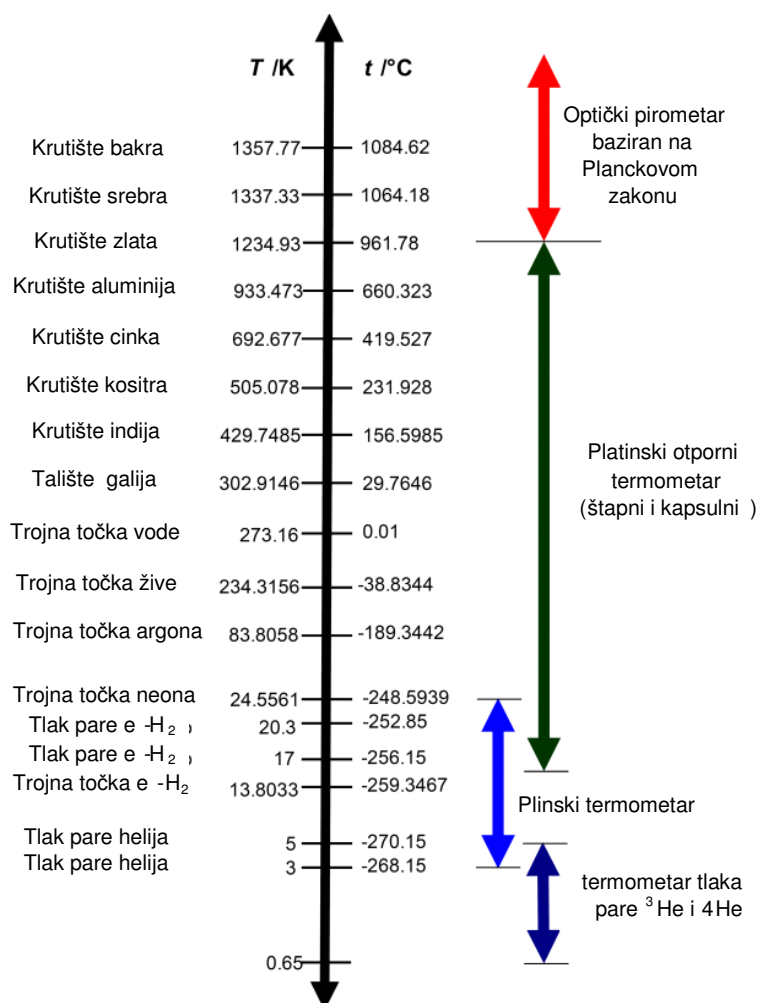 T /K t /°C
Krutište bakra 1357.77 1084.62
Krutište srebra 1337.33 1064.18
Krutište zlata 1234.93 961.78
Krutište aluminija 933.473 660.323
Krutište cinka 692.677 419.527
Krutište kositra 505.078 231.928
Krutište indija 429.7485 156.5985
Talište galija 302.9146 29.7646
Trojna točka vode 273.16 0.01
Trojna točka žive 234.3156 -38.8344
Trojna točka argona 83.8058 -189.3442
Trojna točka neona 24.5561 -248.5939
Tlak pare e -H₂ ) 20.3 -252.85
Tlak pare e -H₂ ) 17 -256.15
Trojna točka e -H₂ 13.8033 -259.3467
Tlak pare helija 5 -270.15
Tlak pare helija 3 -268.15
0.65
Optički pirometar
baziran na
Planckovom
zakonu
Platinski otporni
termometar
(štapni i kapsulni )
Plinski termometar
termometar tlaka
pare ³He i 4He